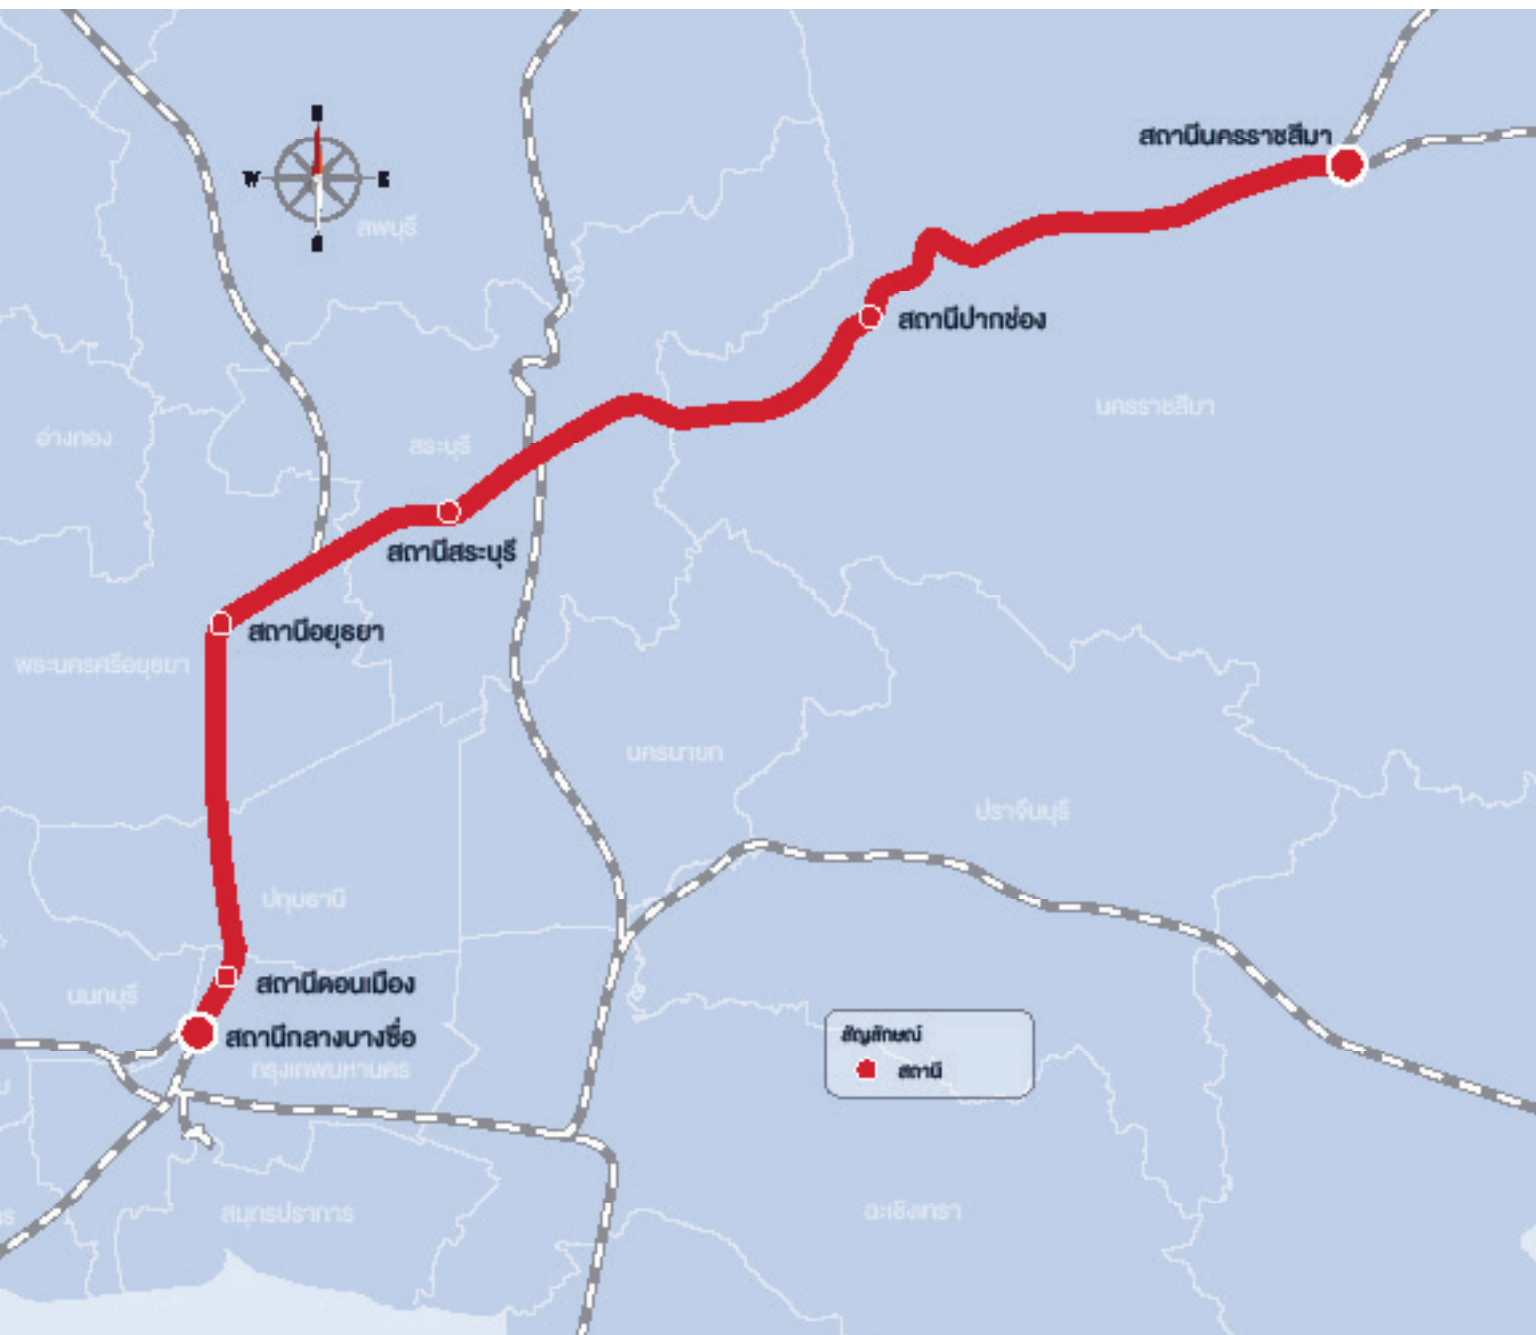 สถานีนครราชสีมา
W
E
ลพบุรี
สถานีปากช่อง
นครราชสีมา
อ่างทอง
สระบุรี
สถานีสระบุรี
สถานีอยุธยา
พระนครศรีอยุธยา
นครนายก
ปราจีนบุรี
ปทุมธานี
สถานีดอนเมือง
นนทบุรี
สถานีกลางบางซื่อ
สัญลักษณ์
สถานี
กรุงเทพมหานคร
สมุทรปราการ
ฉะเชิงเทรา